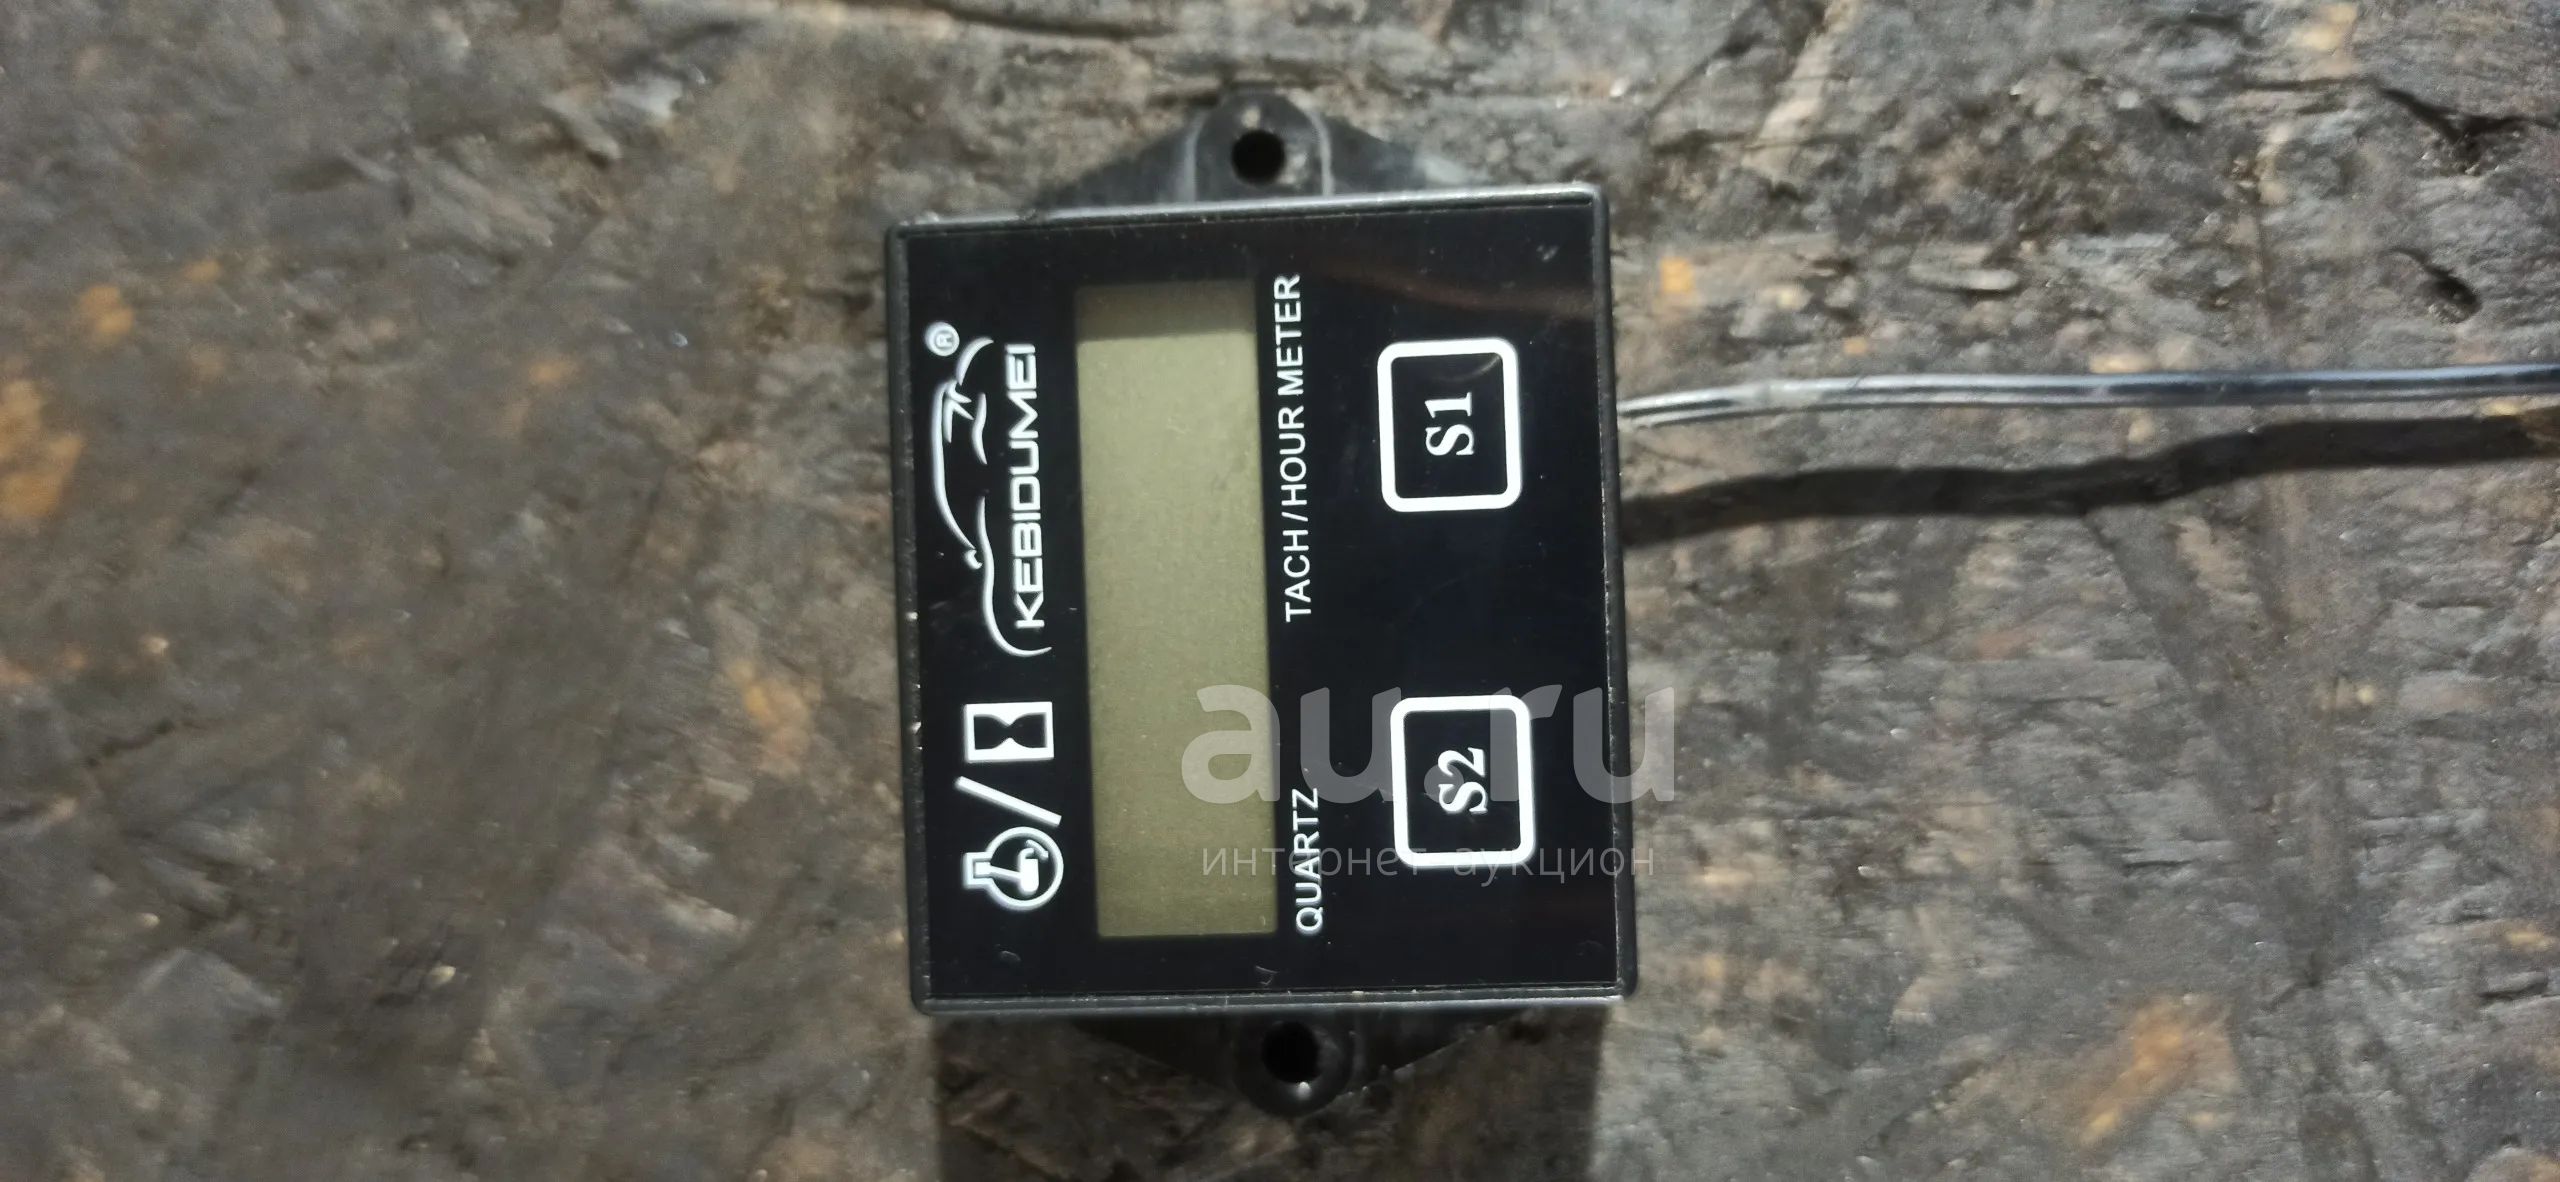 KEBIDUMEI®
QUARTZ TACH/HOUR METER
S2 S1
au.ru
интернет аукцион